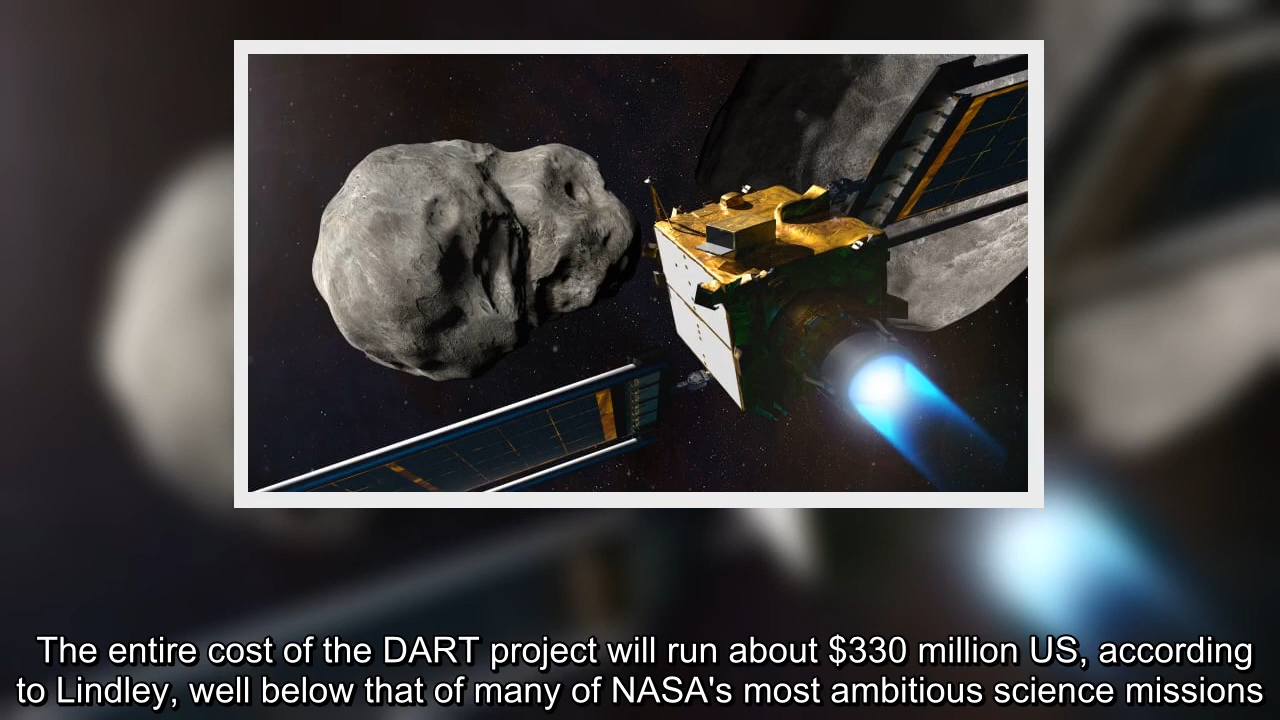 The entire cost of the DART project will run about $330 million US, according
to Lindley, well below that of many of NASA's most ambitious science missions